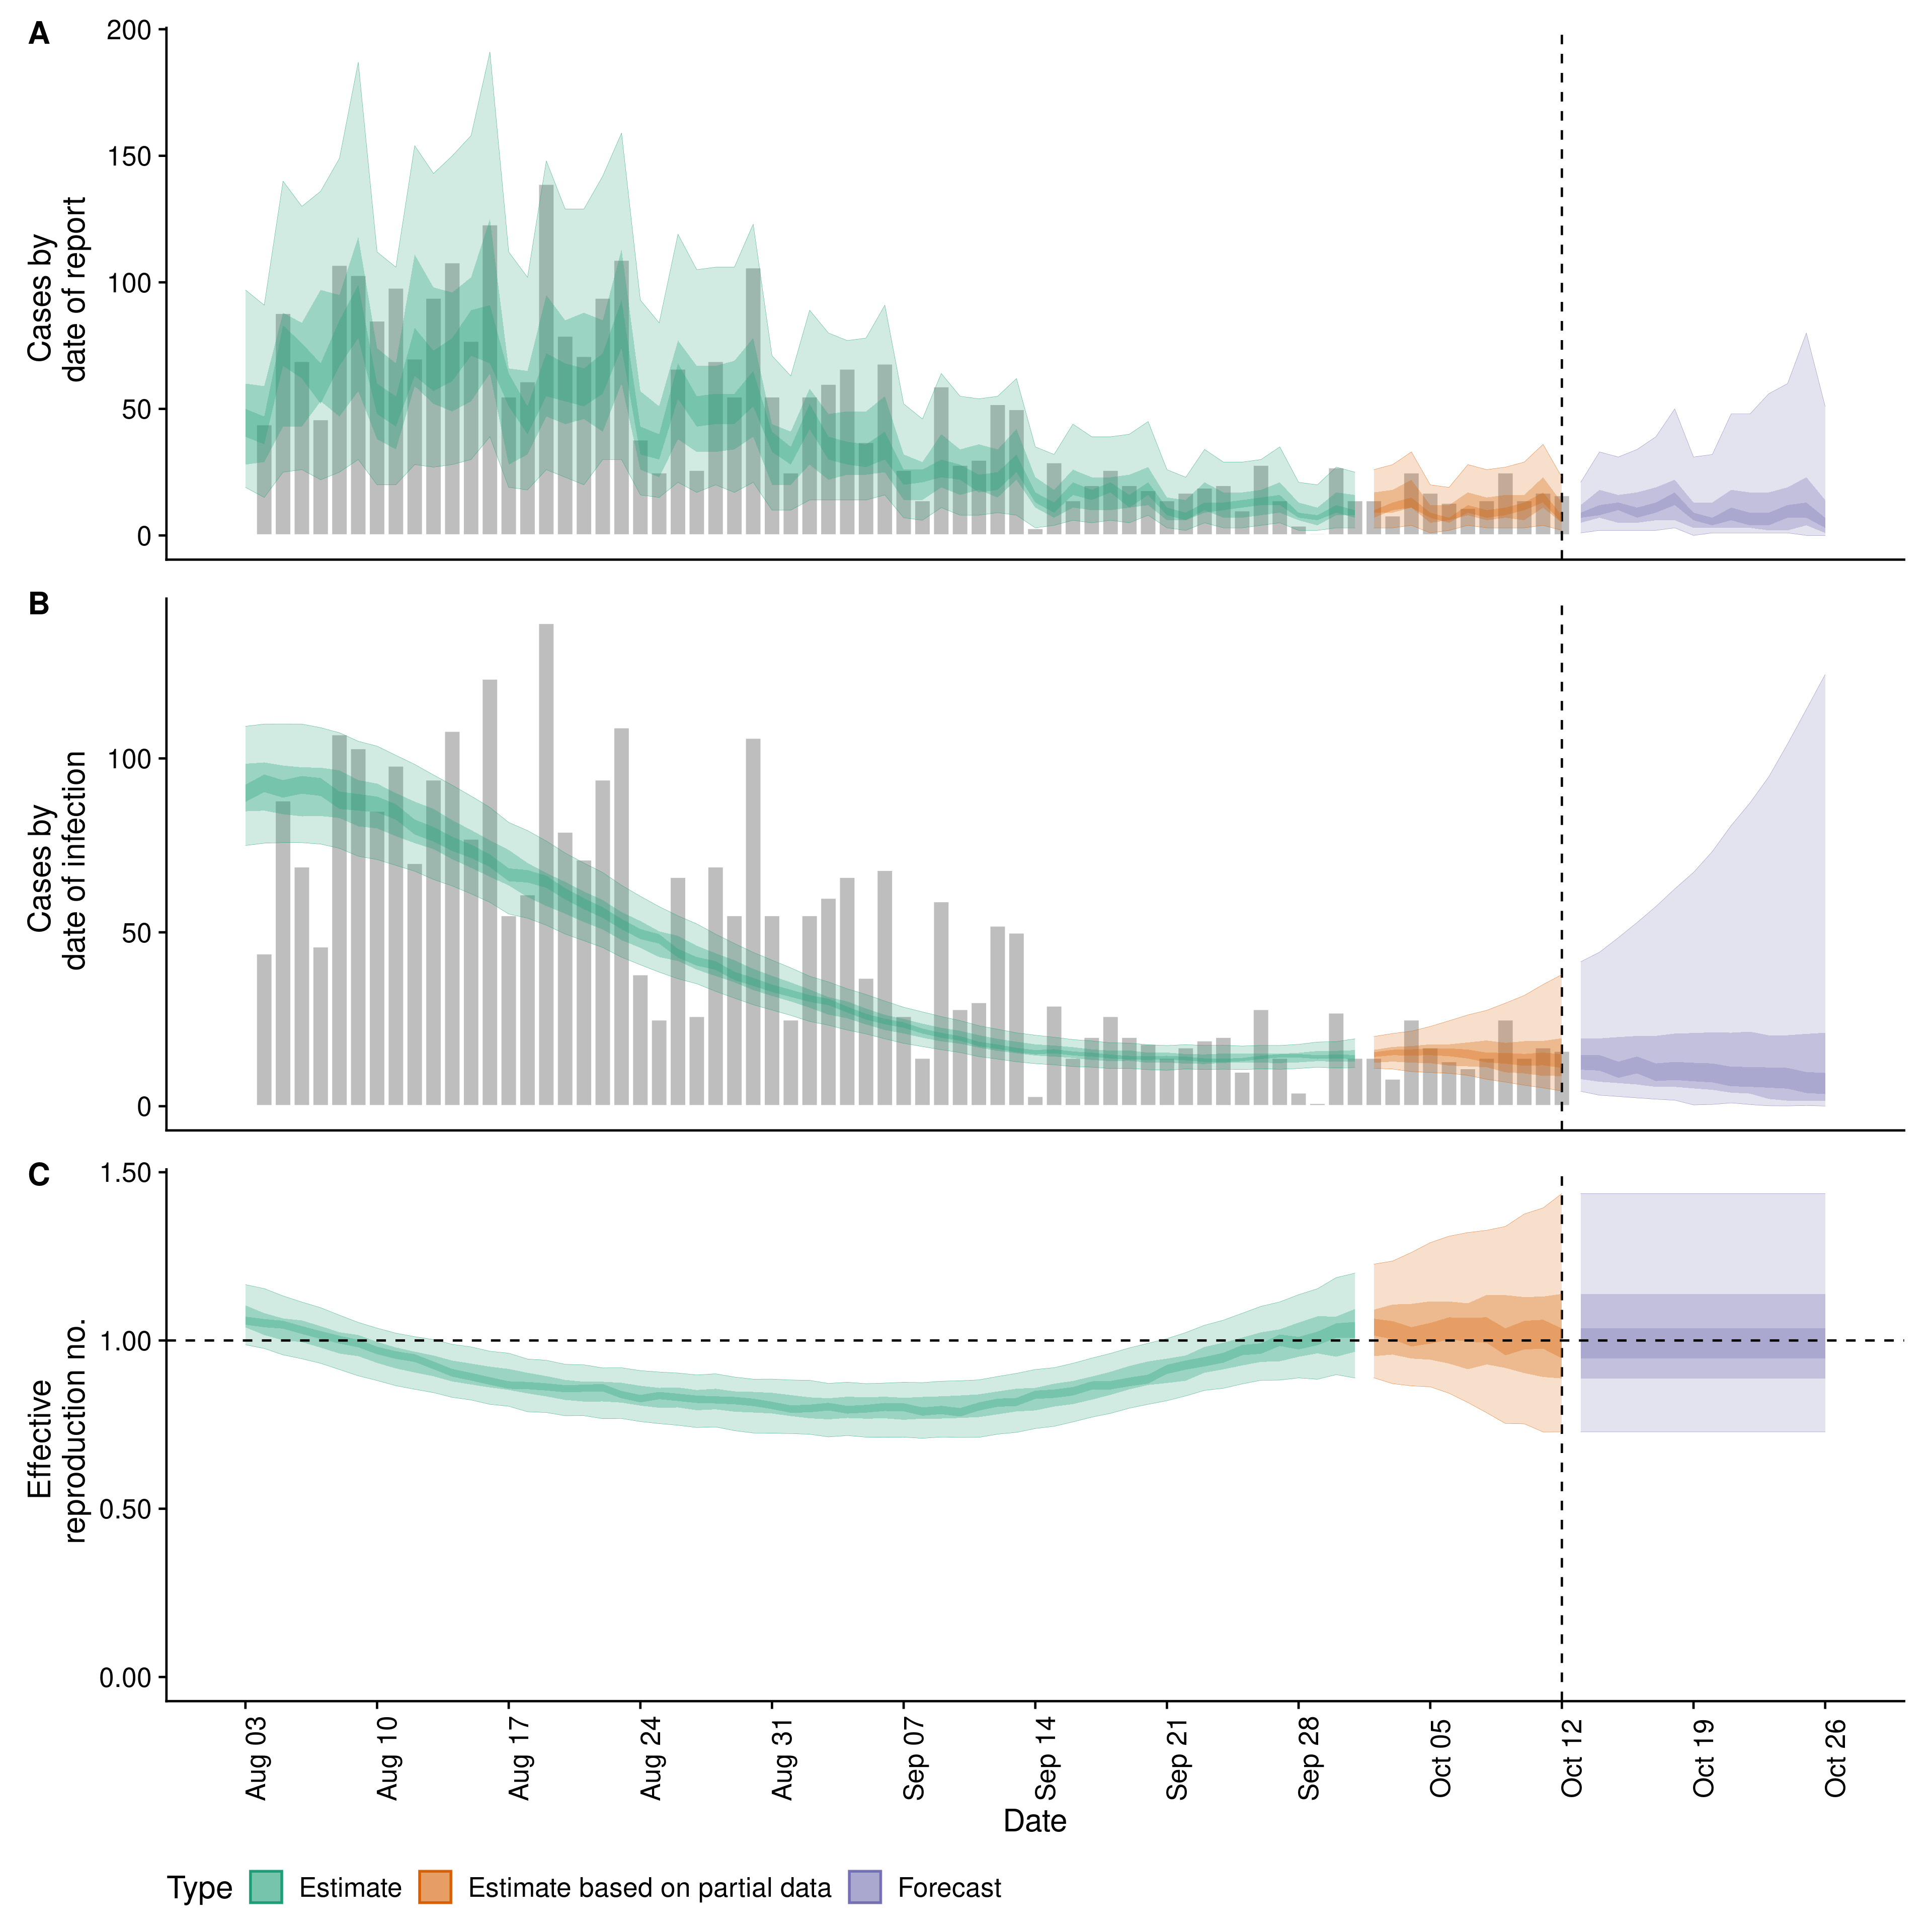 A
200
150
100
50
0
Cases by
date of report
B
100
50
0
Cases by
date of infection
C
1.50
1.00
0.50
0.00
Effective
reproduction no.
Aug 03
Aug 10
Aug 17
Aug 24
Aug 31
Sep 07
Sep 14
Sep 21
Sep 28
Oct 05
Oct 12
Oct 19
Oct 26
Date
Type Estimate Estimate based on partial data Forecast